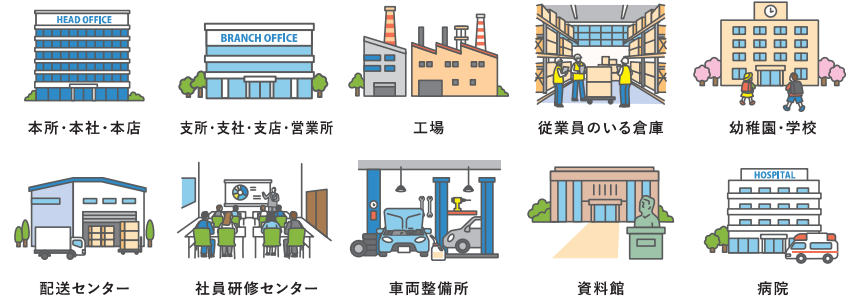 HEAD OFFICE
BRANCH OFFICE
本所・本社・本店
支所・支社・支店・営業所
工場
従業員のいる倉庫
幼稚園・学校
HOSPITAL
配送センター
社員研修センター
車両整備所
資料館
病院